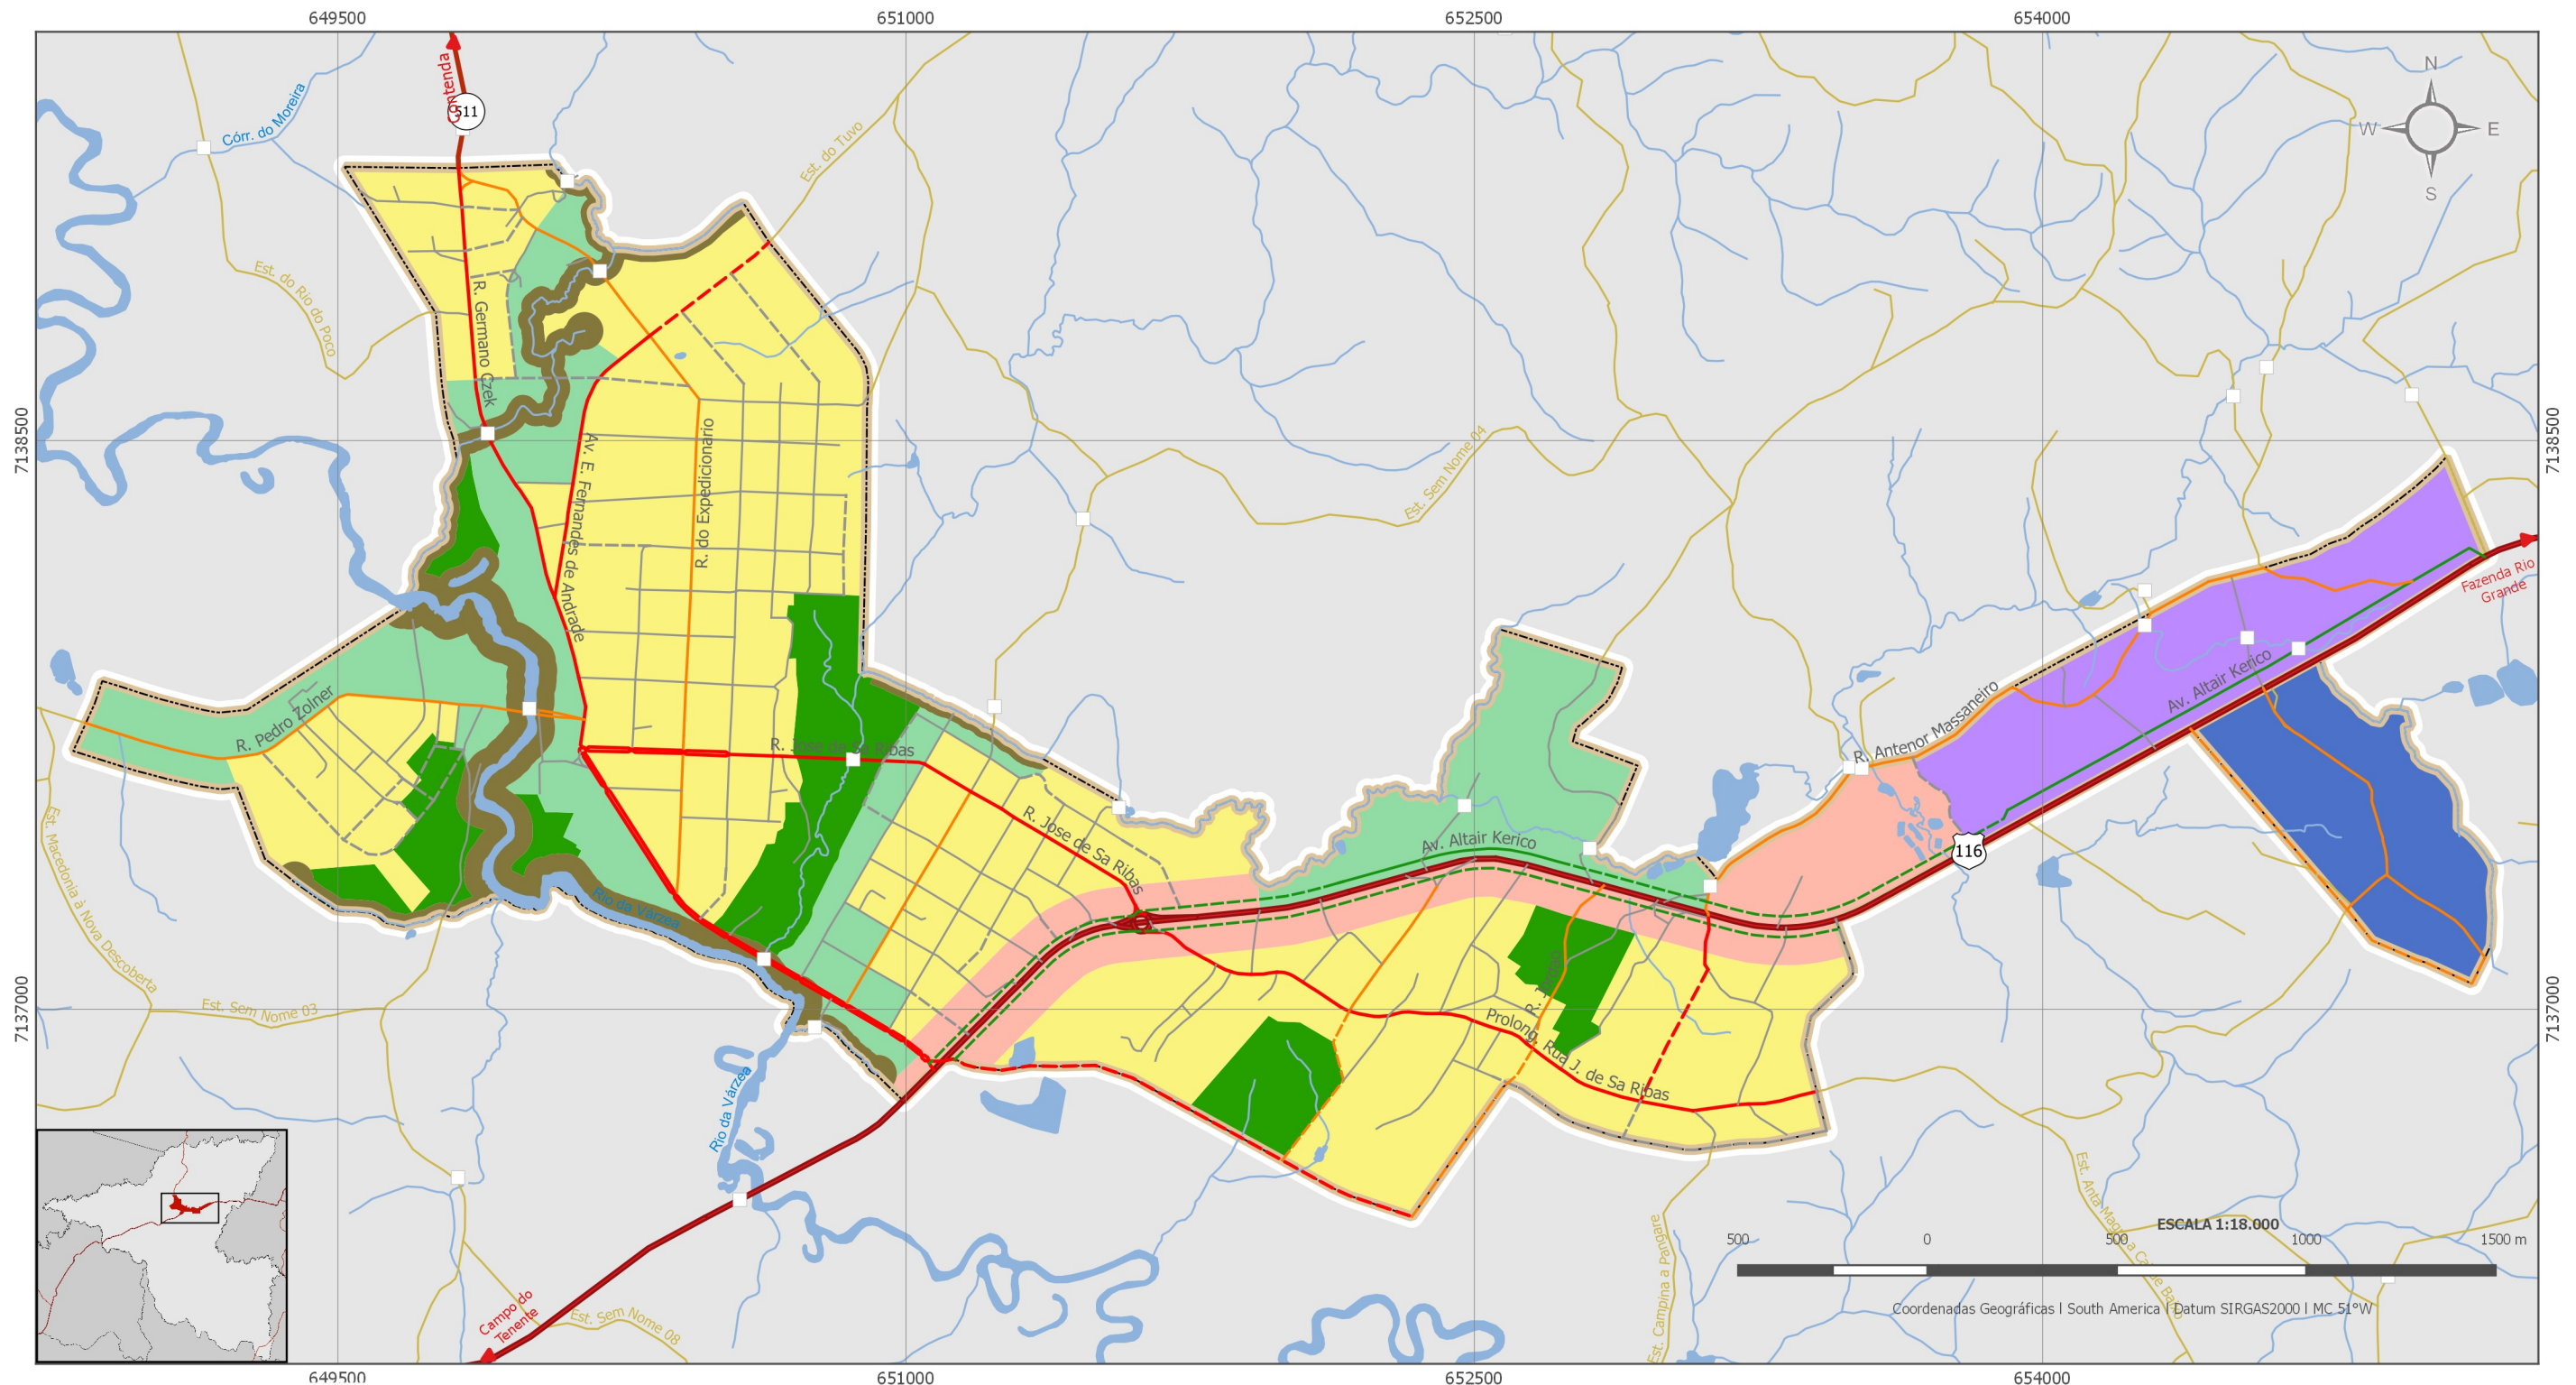 649500
651000
652500
654000
Contenda
511
N
W
E
S
Córr. do Moreira
Est. do Tuvo
Est. do Rio do Poco
R. Germano Czek
7138500
7138500
Av. E. Fernandes de Andrade
R. do Expedicionario
Est. Sem Nome 04
Fazenda Rio
Grande
R. Pedro Zolner
R. Jose de Sa Ribas
R. Antenor Massaneiro
Av. Altair Kerico
R. Jose de Sa Ribas
Av. Altair Kerico
116
Est. Macedonia à Nova Descoberta
Rio da Várzea
Est. Sem Nome 03
7137000
7137000
Prolong. Rua J. de Sa Ribas
Rio da Várzea
Est. Campina a Pangare
ESCALA 1:18.000
500
0
500
1000
1500 m
Campo do
Tenente
Est. Sem Nome 08
Coordenadas Geográficas | South America | Datum SIRGAS2000 | MC 51°W
649500
651000
652500
654000